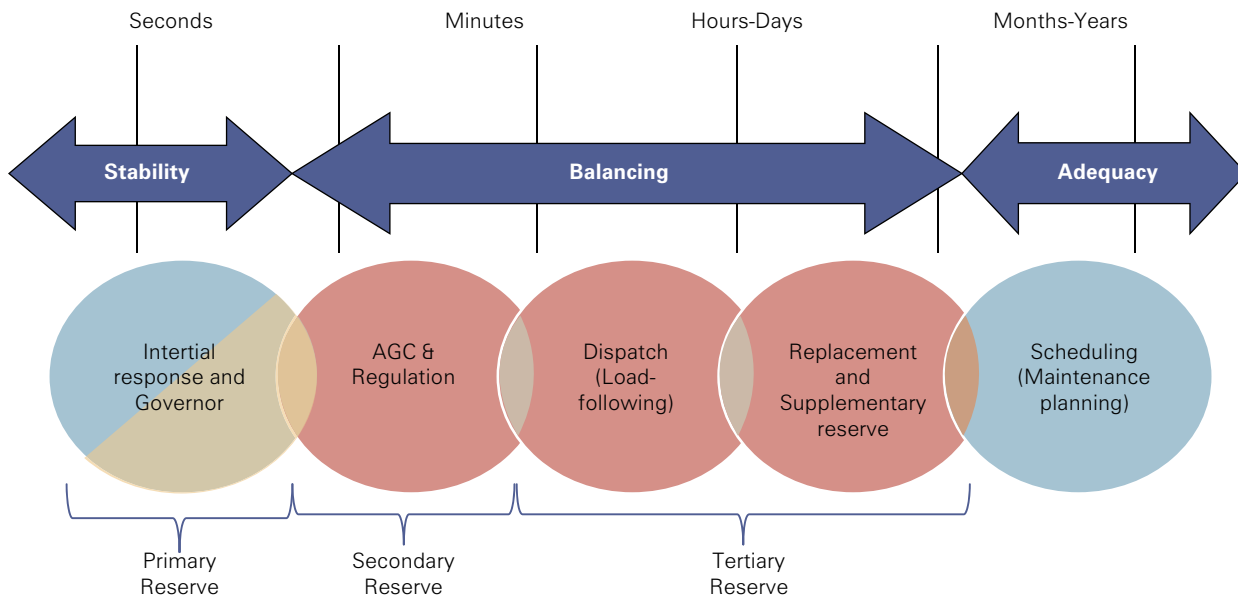 Seconds
Minutes
Hours-Days
Months-Years
Stability
Balancing
Adequacy
Intertial
response and
Governor
AGC &
Regulation
Dispatch
(Load-
following)
Replacement
and
Supplementary
reserve
Scheduling
(Maintenance
planning)
Primary
Reserve
Secondary
Reserve
Tertiary
Reserve